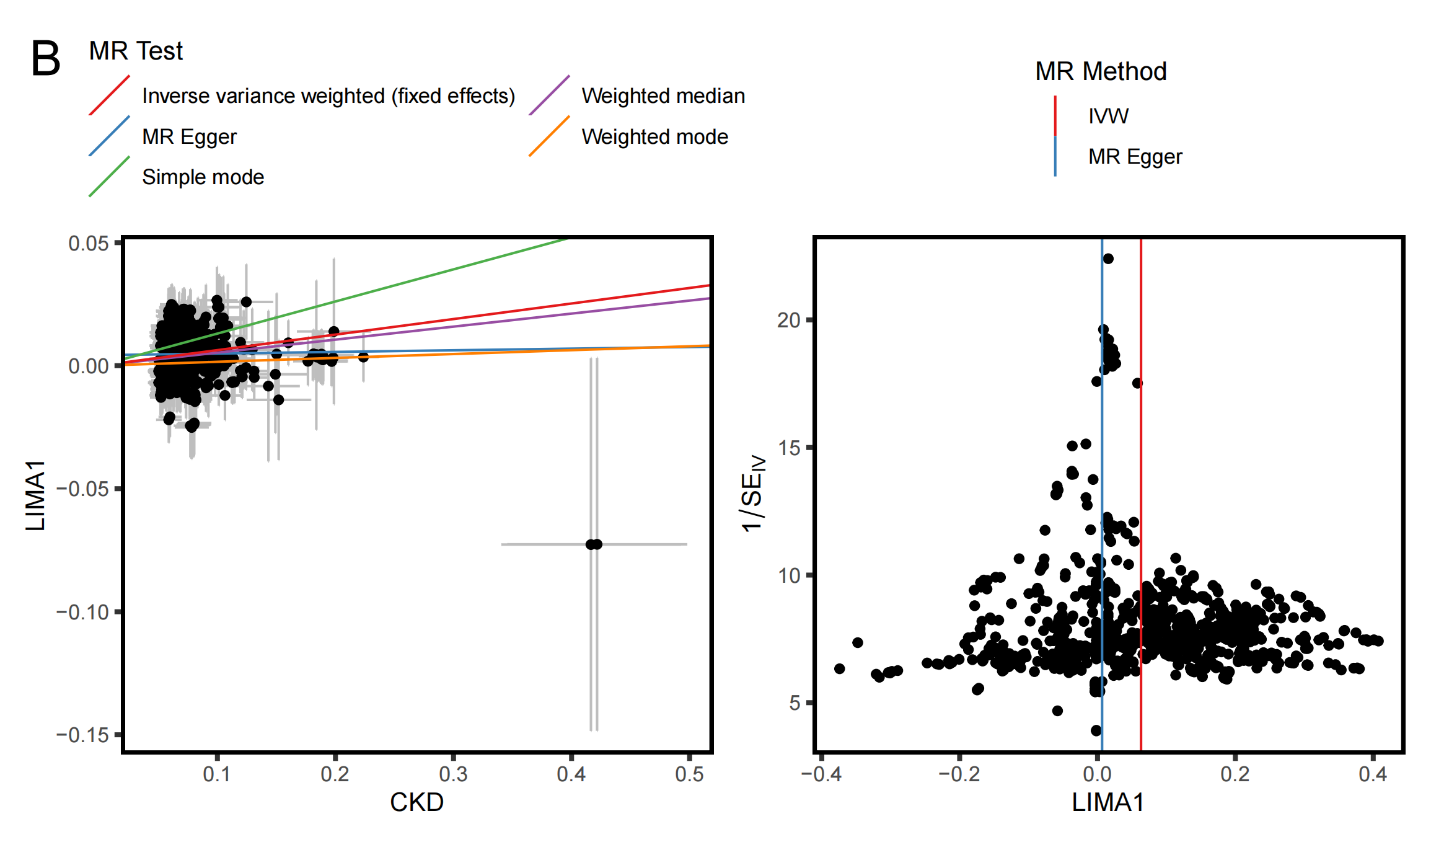 B
MR Test
Inverse variance weighted (fixed effects)
MR Egger
Simple mode
Weighted median
Weighted mode
MR Method
IVW
MR Egger
0.05
0.00
−0.05
−0.10
−0.15
LIMA1
0.1 0.2 0.3 0.4 0.5
CKD
20
15
10
5
1/SE_IV
−0.4 −0.2 0.0 0.2 0.4
LIMA1